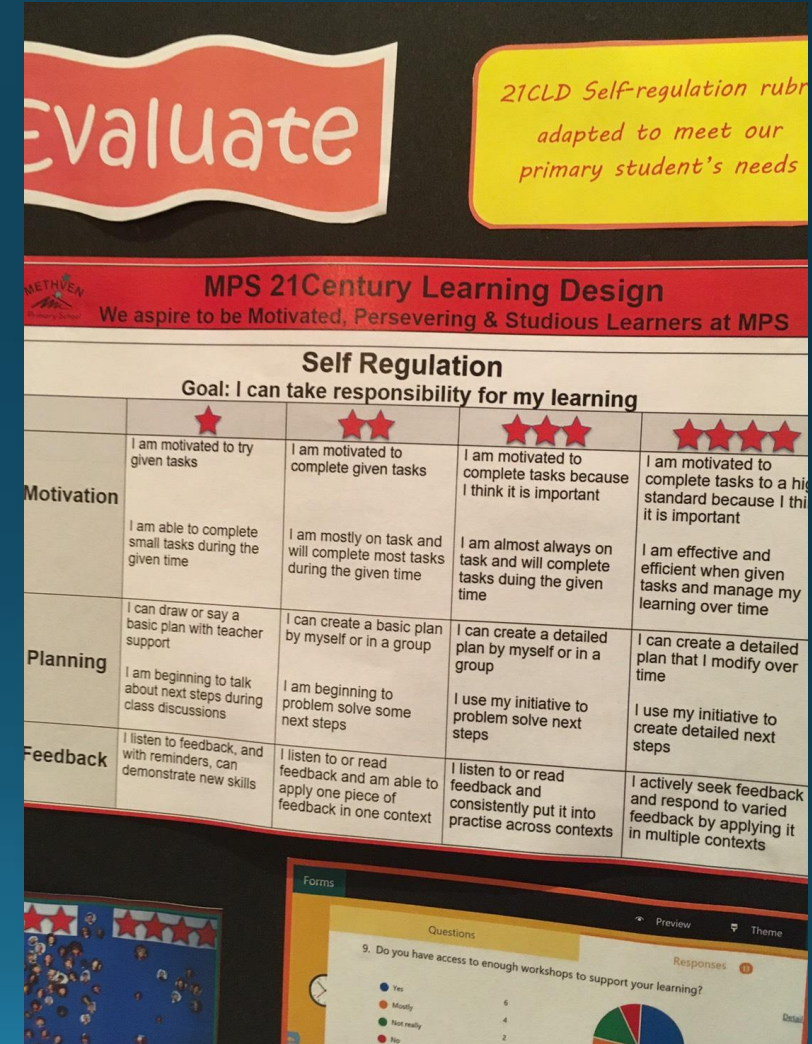 Evaluate
21CLD Self-regulation rubr
adapted to meet our
primary student's needs
METHVEN
Primary School
MPS 21Century Learning Design
We aspire to be Motivated, Persevering & Studious Learners at MPS
Self Regulation
Goal: I can take responsibility for my learning
Motivation
I am motivated to try
given tasks
I am able to complete
small tasks during the
given time
I am motivated to
complete given tasks
I am mostly on task and
will complete most tasks
during the given time
I am motivated to
complete tasks because
I think it is important
I am almost always on
task and will complete
tasks duing the given
time
I am motivated to
complete tasks to a hig
standard because I thi
it is important
I am effective and
efficient when given
tasks and manage my
learning over time
Planning
I can draw or say a
basic plan with teacher
support
I am beginning to talk
about next steps during
class discussions
I can create a basic plan
by myself or in a group
I am beginning to
problem solve some
next steps
I can create a detailed
plan by myself or in a
group
I use my initiative to
problem solve next
steps
I can create a detailed
plan that I modify over
time
I use my initiative to
create detailed next
steps
Feedback
I listen to feedback, and
with reminders, can
demonstrate new skills
I listen to or read
feedback and am able to
apply one piece of
feedback in one context
I listen to or read
feedback and
consistently put it into
practise across contexts
I actively seek feedback
and respond to varied
feedback by applying it
in multiple contexts
Forms
Preview
Theme
Questions
Responses 13
9. Do you have access to enough workshops to support your learning?
Yes 6
Mostly 4
Not really 2
No
Detail